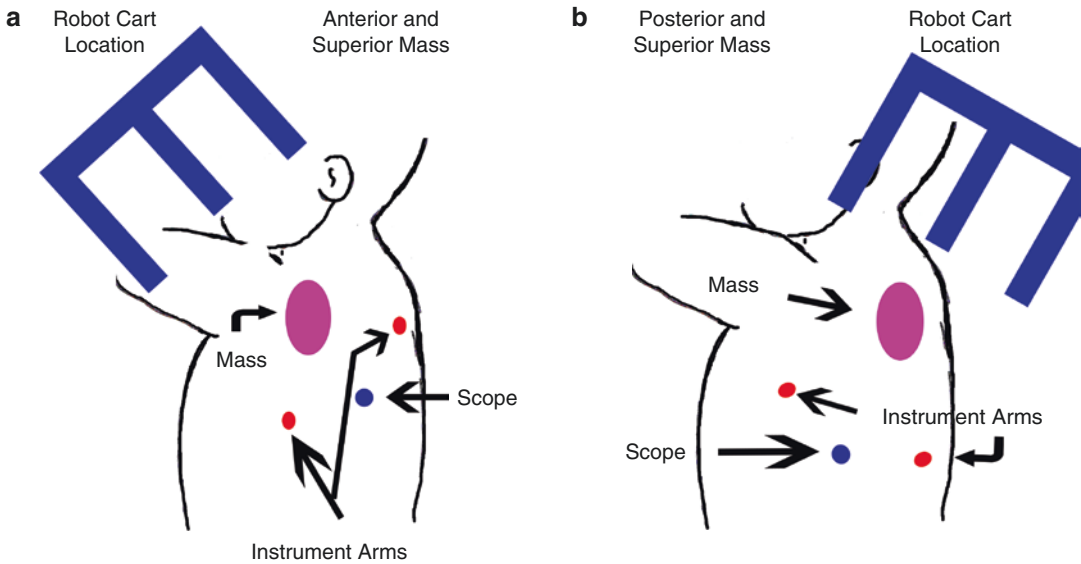 a
Robot Cart
Location
Anterior and
Superior Mass
Mass
Scope
Instrument Arms
b
Posterior and
Superior Mass
Robot Cart
Location
Mass
Instrument Arms
Scope